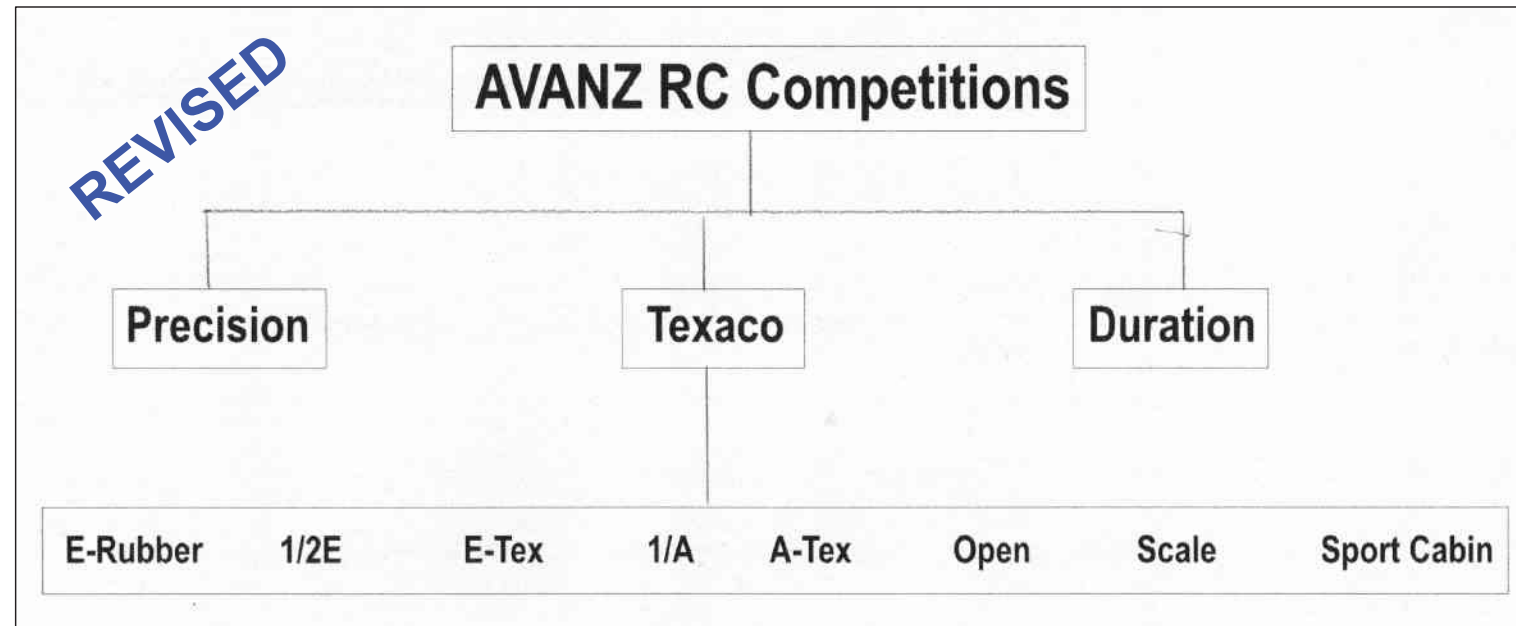 REVISED
AVANZ RC Competitions
Precision Texaco Duration
E-Rubber 1/2E E-Tex 1/A A-Tex Open Scale Sport Cabin